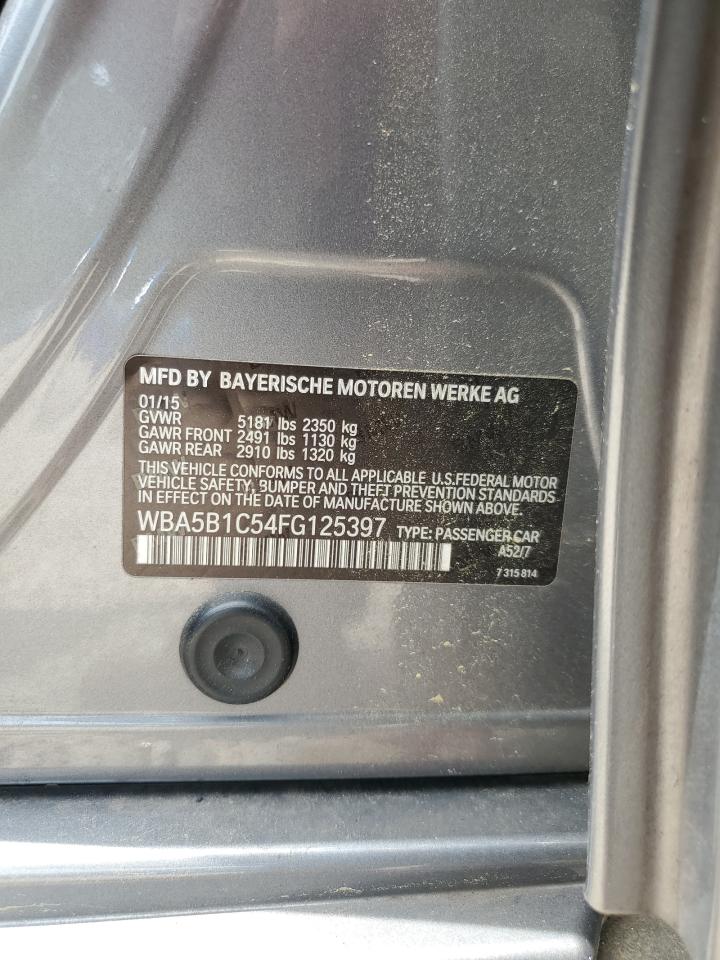 MFD BY BAYERISCHE MOTOREN WERKE AG
01/15
GVWR 5181 lbs 2350 kg
GAWR FRONT 2491 lbs 1130 kg
GAWR REAR 2910 lbs 1320 kg
THIS VEHICLE CONFORMS TO ALL APPLICABLE U.S.FEDERAL MOTOR
VEHICLE SAFETY, BUMPER AND THEFT PREVENTION STANDARDS
IN EFFECT ON THE DATE OF MANUFACTURE SHOWN ABOVE.
WBA5B1C54FG125397 TYPE: PASSENGER CAR
A52/7
7 315 814